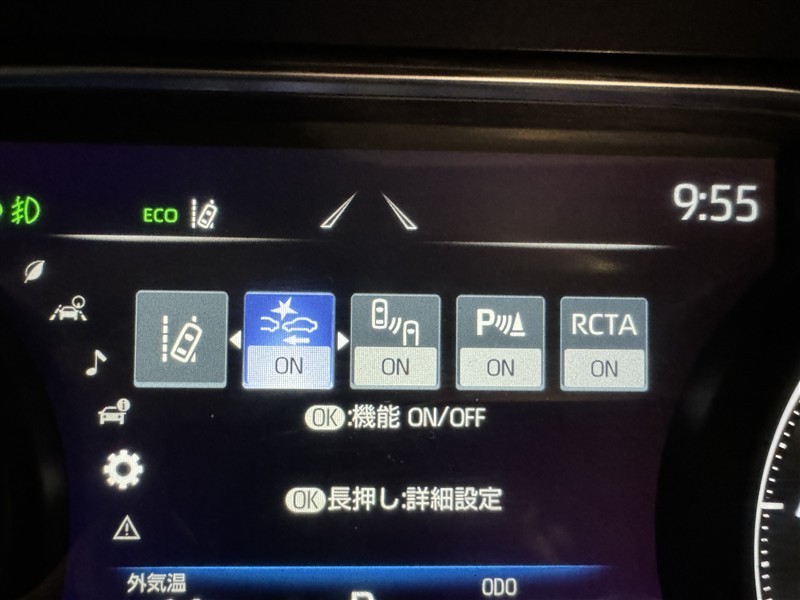 ECO
9:55
P RCTA
ON ON ON ON
OK:機能 ON/OFF
OK長押し:詳細設定
外気温 ODO